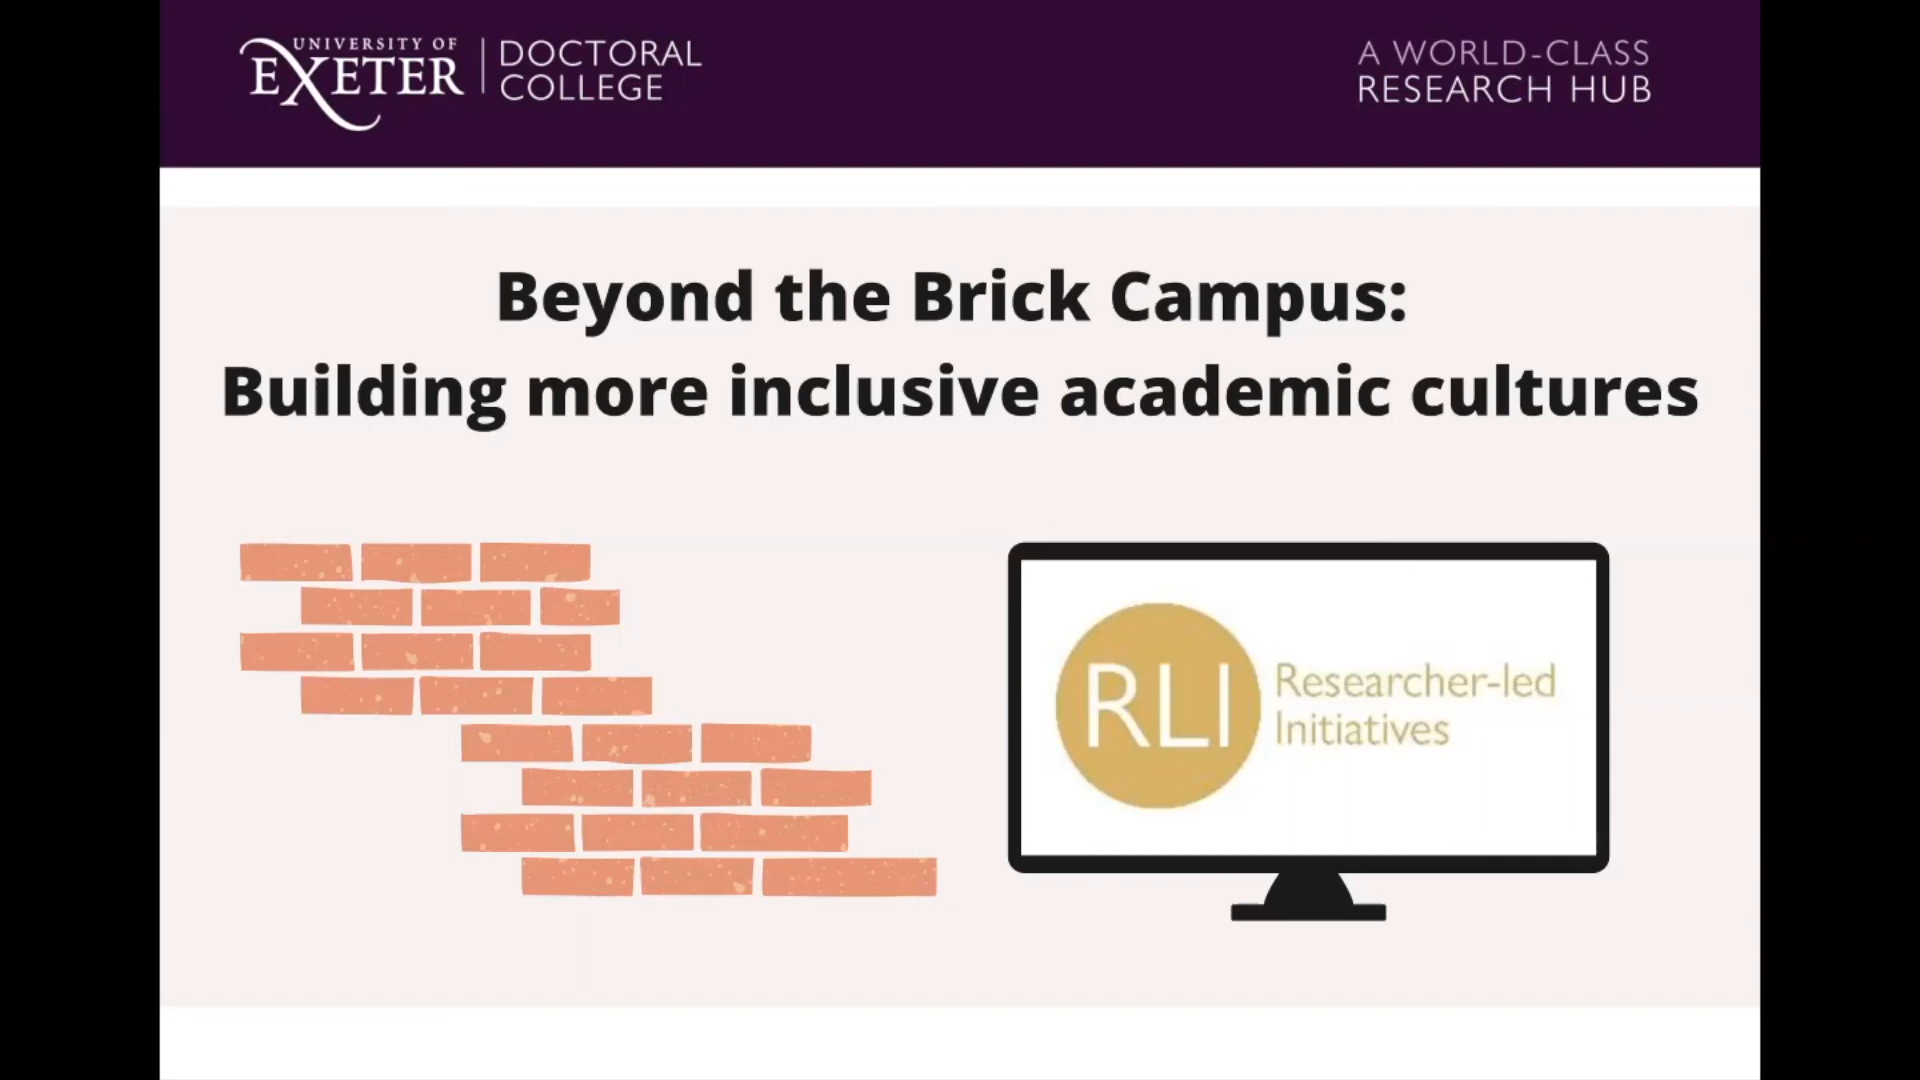 UNIVERSITY OF
EXETER
DOCTORAL
COLLEGE
A WORLD-CLASS
RESEARCH HUB
Beyond the Brick Campus:
Building more inclusive academic cultures
RLI
Researcher-led
Initiatives